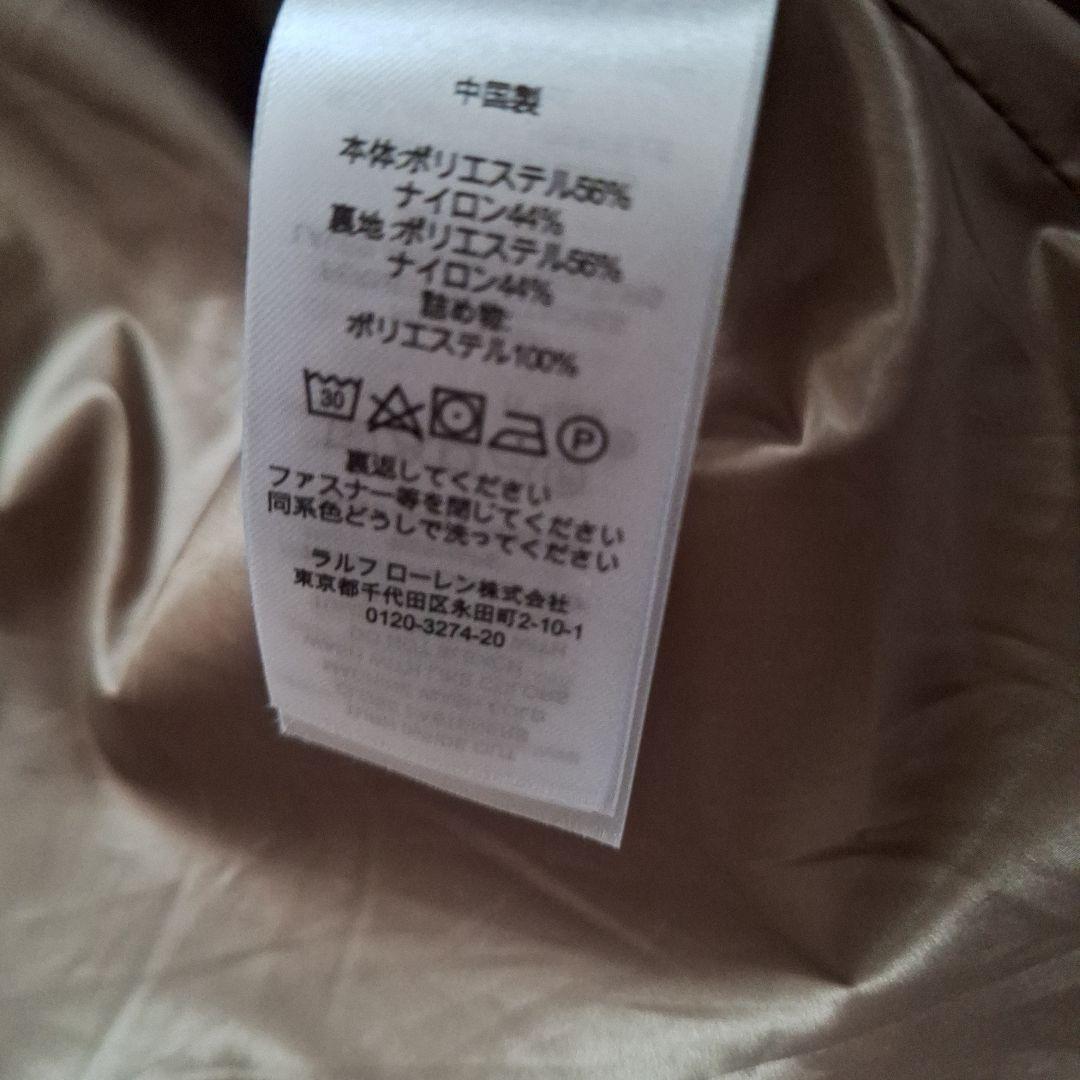 中国製
本体:ポリエステル56%
ナイロン44%
裏地:ポリエステル56%
ナイロン44%
詰め物:
ポリエステル100%
30
P
裏返してください
ファスナー等を閉じてください
同系色どうしで洗ってください
ラルフ ローレン株式会社
東京都千代田区永田町2-10-1
0120-3274-20